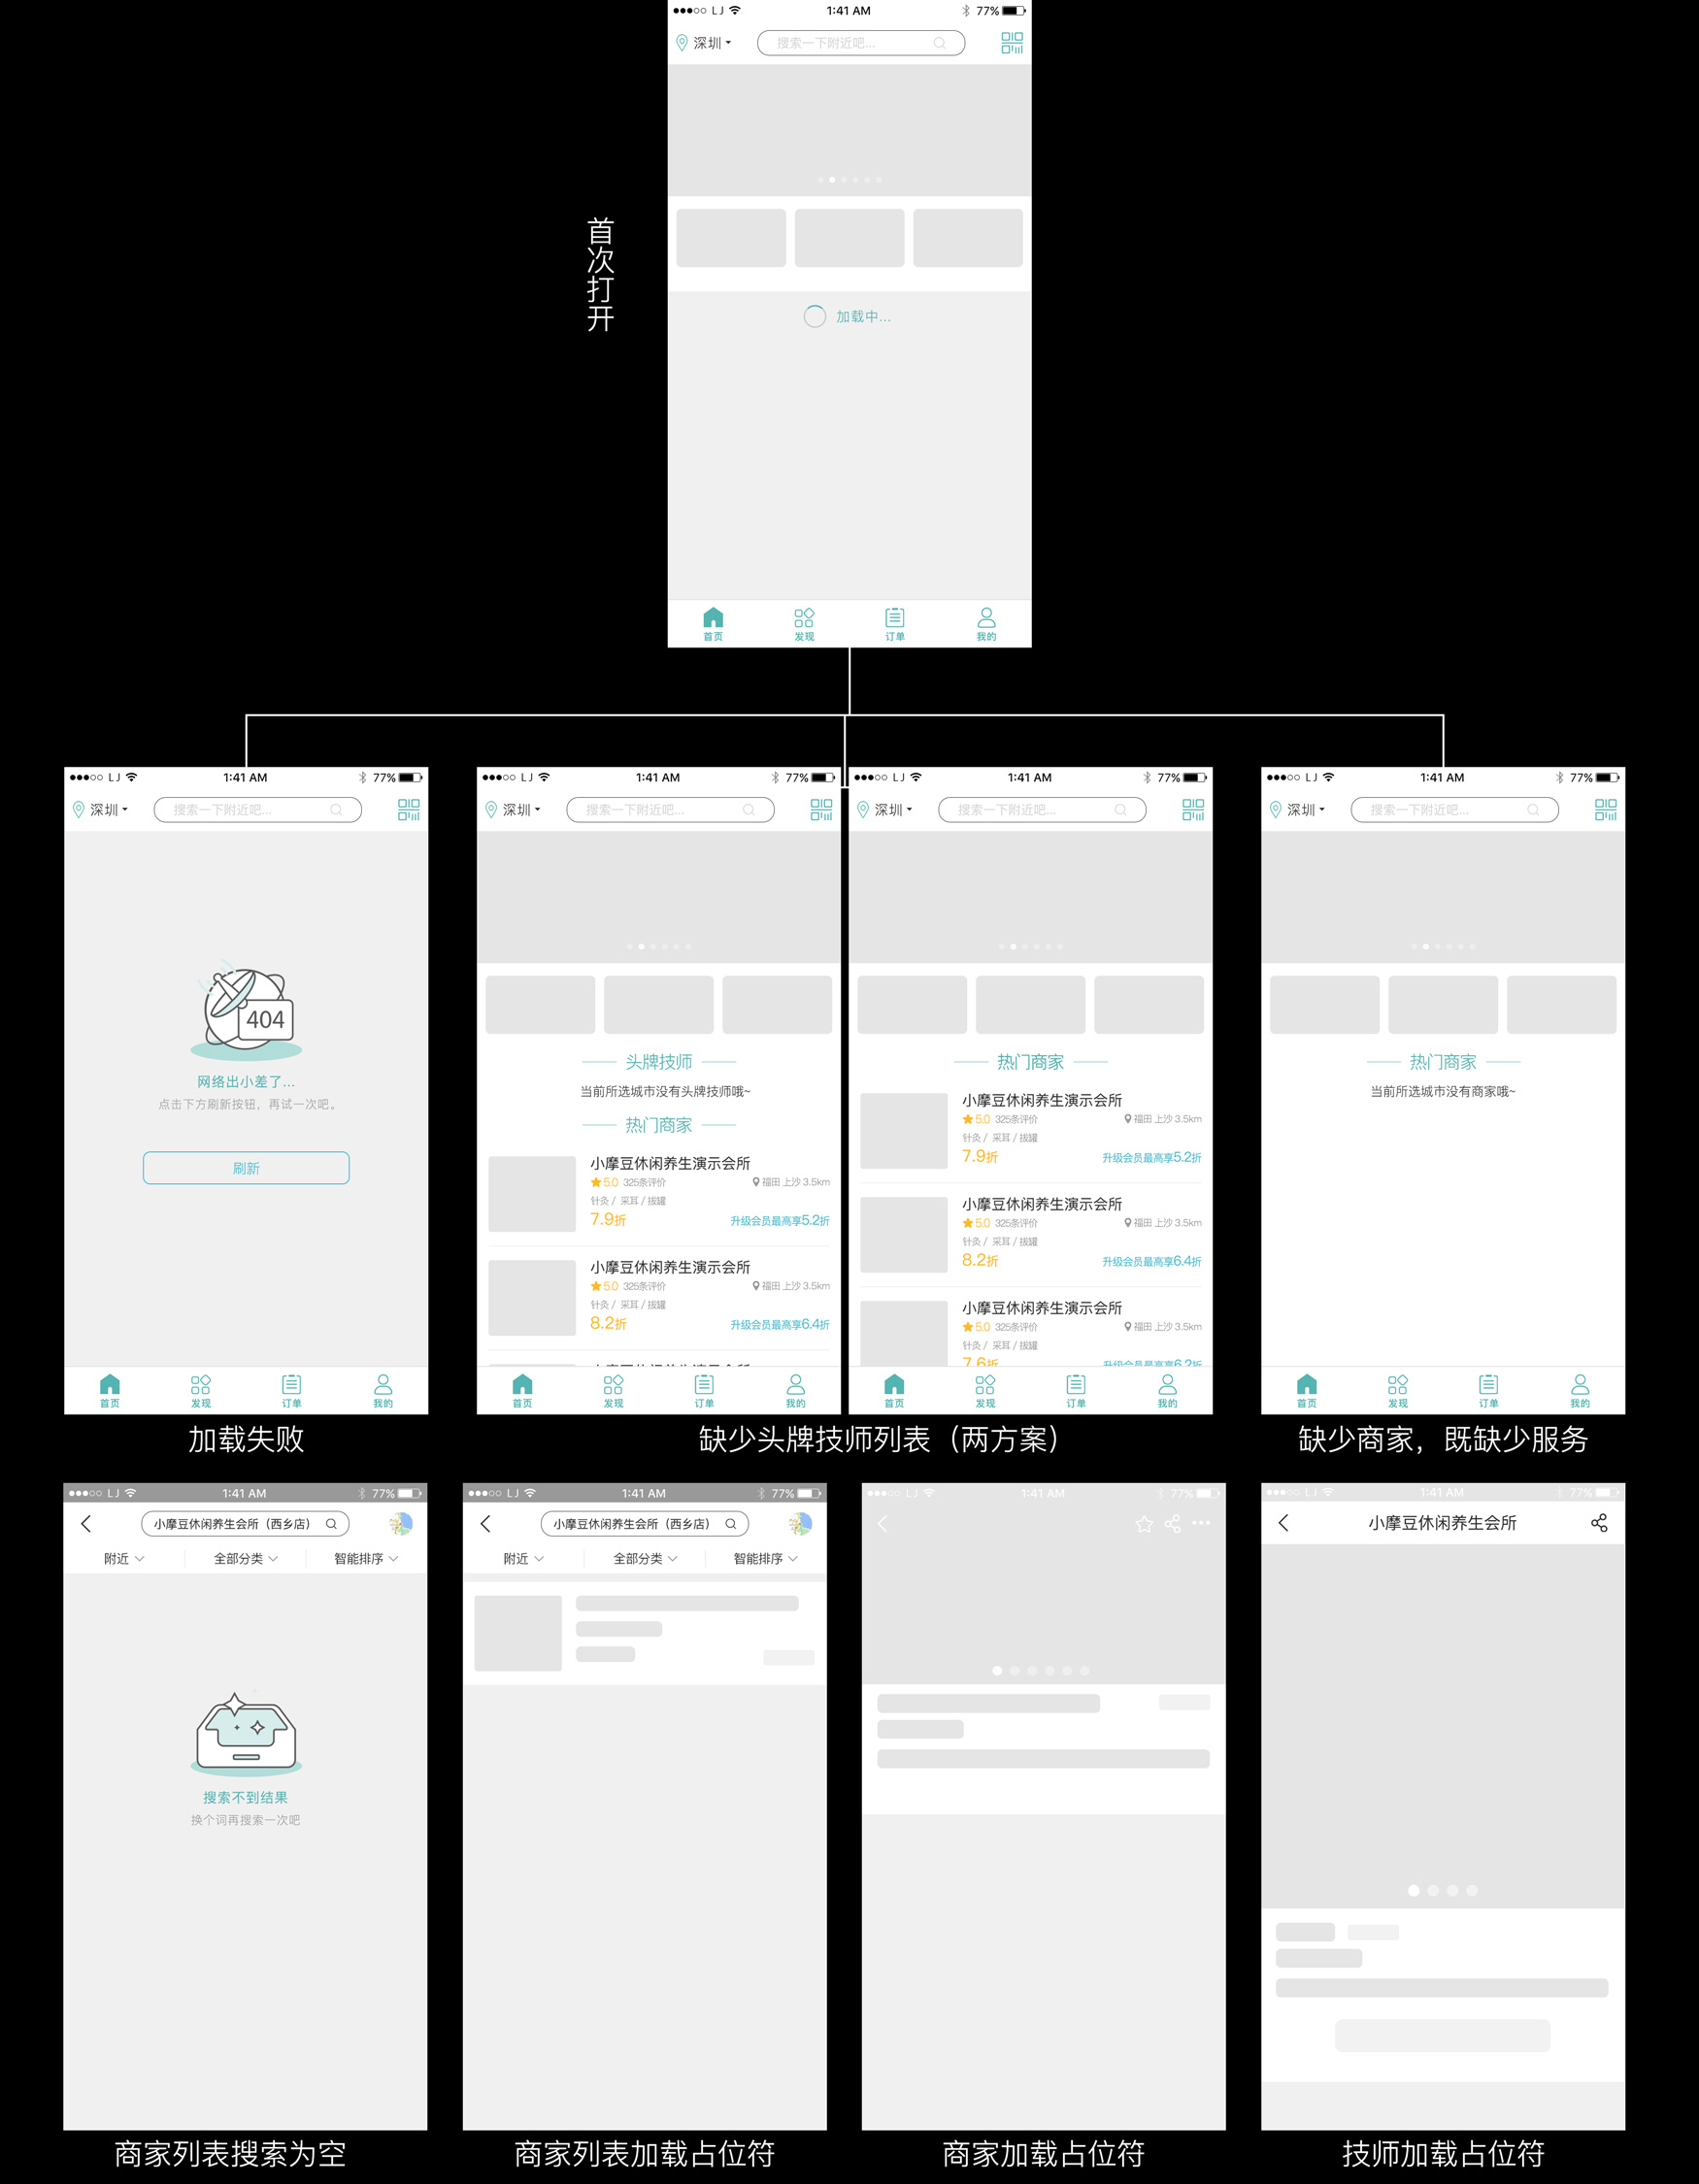 LJ 1:41 AM 77%
深圳 搜索一下附近吧...
首次打开
加载中...
首页 发现 订单 我的
LJ 1:41 AM 77%
深圳 搜索一下附近吧...
404
网络出小差了...
点击下方刷新按钮，再试一次吧。
刷新
首页 发现 订单 我的
加载失败
LJ 1:41 AM 77%
深圳 搜索一下附近吧...
头牌技师
当前所选城市没有头牌技师哦~
热门商家
小摩豆休闲养生演示会所
5.0 325条评价 福田 上沙 3.5km
针灸 / 采耳 / 拔罐
7.9折 升级会员最高享5.2折
小摩豆休闲养生演示会所
5.0 325条评价 福田 上沙 3.5km
针灸 / 采耳 / 拔罐
8.2折 升级会员最高享6.4折
小摩豆休闲养生演示会所
首页 发现 订单 我的
LJ 1:41 AM 77%
深圳 搜索一下附近吧...
热门商家
小摩豆休闲养生演示会所
5.0 325条评价 福田 上沙 3.5km
针灸 / 采耳 / 拔罐
7.9折 升级会员最高享5.2折
小摩豆休闲养生演示会所
5.0 325条评价 福田 上沙 3.5km
针灸 / 采耳 / 拔罐
8.2折 升级会员最高享6.4折
小摩豆休闲养生演示会所
5.0 325条评价 福田 上沙 3.5km
针灸 / 采耳 / 拔罐
7.6折 升级会员最高享6.2折
首页 发现 订单 我的
缺少头牌技师列表（两方案）
LJ 1:41 AM 77%
深圳 搜索一下附近吧...
热门商家
当前所选城市没有商家哦~
首页 发现 订单 我的
缺少商家，既缺少服务
LJ 1:41 AM 77%
小摩豆休闲养生会所（西乡店）
附近 全部分类 智能排序
搜索不到结果
换个词再搜索一次吧
商家列表搜索为空
LJ 1:41 AM 77%
小摩豆休闲养生会所（西乡店）
附近 全部分类 智能排序
商家列表加载占位符
LJ 1:41 AM 77%
商家加载占位符
LJ 1:41 AM 77%
小摩豆休闲养生会所
技师加载占位符